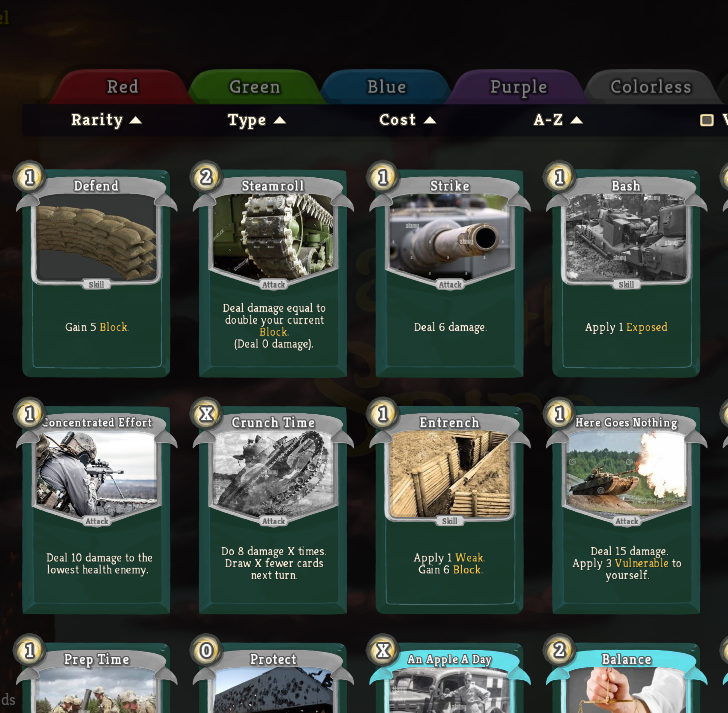 el
Red Green Blue Purple Colorless
Rarity Type Cost A-Z V
1 Defend
Skill
Gain 5 Block.
2 Steamroll
Attack
Deal damage equal to
double your current
Block.
(Deal 0 damage).
1 Strike
Attack
Deal 6 damage.
1 Bash
Skill
Apply 1 Exposed
1 Concentrated Effort
Attack
Deal 10 damage to the
lowest health enemy.
X Crunch Time
Attack
Do 8 damage X times.
Draw X fewer cards
next turn.
1 Entrench
Skill
Apply 1 Weak.
Gain 6 Block.
1 Here Goes Nothing
Attack
Deal 15 damage.
Apply 3 Vulnerable to
yourself.
1 Prep Time
0 Protect
X An Apple A Day
2 Balance
ds